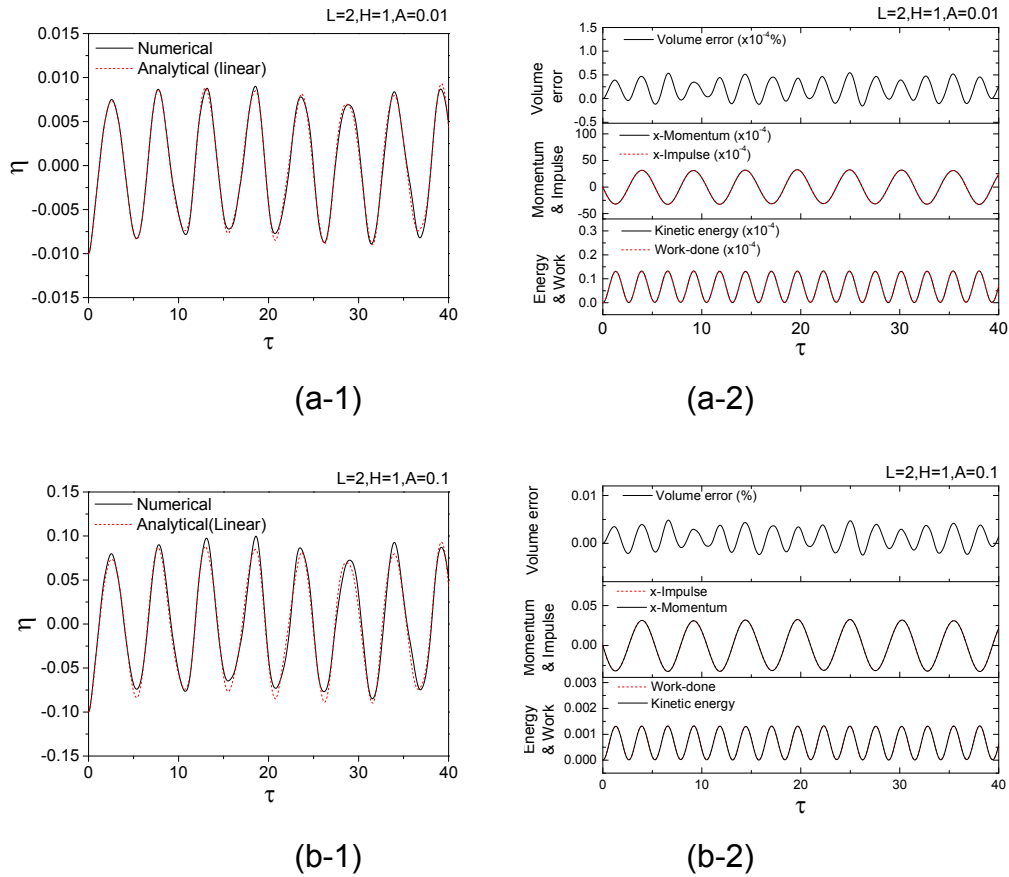 L=2,H=1,A=0.01
Numerical
Analytical (linear)
0.015
0.010
0.005
0.000
-0.005
-0.010
-0.015
η
0
10
20
30
40
τ
(a-1)
L=2,H=1,A=0.01
Volume error (x10⁻⁴%)
1.5
1.0
0.5
0.0
-0.5
Volume
error
x-Momentum (x10⁻⁴)
x-Impulse (x10⁻⁴)
100
50
0
-50
Momentum
& Impulse
Kinetic energy (x10⁻⁴)
Work-done (x10⁻⁴)
0.3
0.2
0.1
0.0
Energy
& Work
0
10
20
30
40
τ
(a-2)
L=2,H=1,A=0.1
Numerical
Analytical(Linear)
0.15
0.10
0.05
0.00
-0.05
-0.10
-0.15
η
0
10
20
30
40
τ
(b-1)
L=2,H=1,A=0.1
Volume error (%)
0.01
0.00
Volume error
x-Impulse
x-Momentum
0.05
0.00
Momentum
& Impulse
Work-done
Kinetic energy
0.003
0.002
0.001
0.000
Energy
& Work
0
10
20
30
40
τ
(b-2)